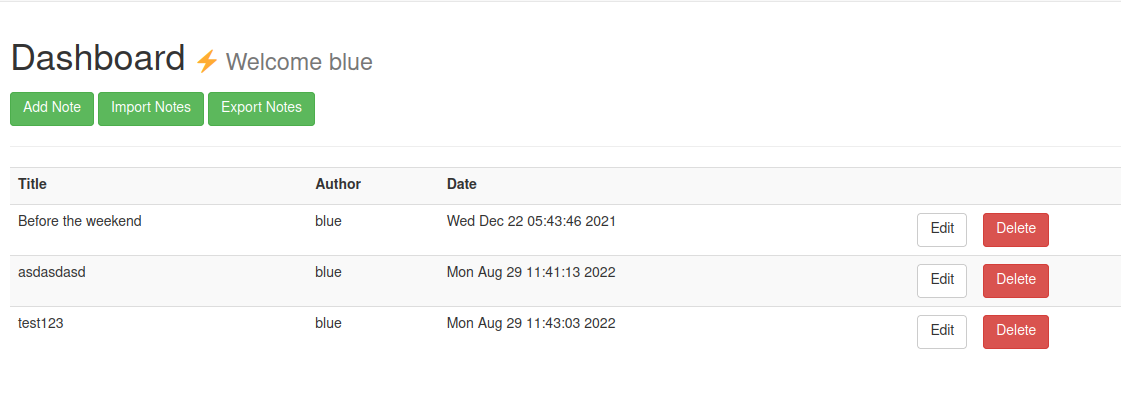 Dashboard ⚡ Welcome blue
Add Note Import Notes Export Notes
Title Author Date
Before the weekend blue Wed Dec 22 05:43:46 2021 Edit Delete
asdasdasd blue Mon Aug 29 11:41:13 2022 Edit Delete
test123 blue Mon Aug 29 11:43:03 2022 Edit Delete